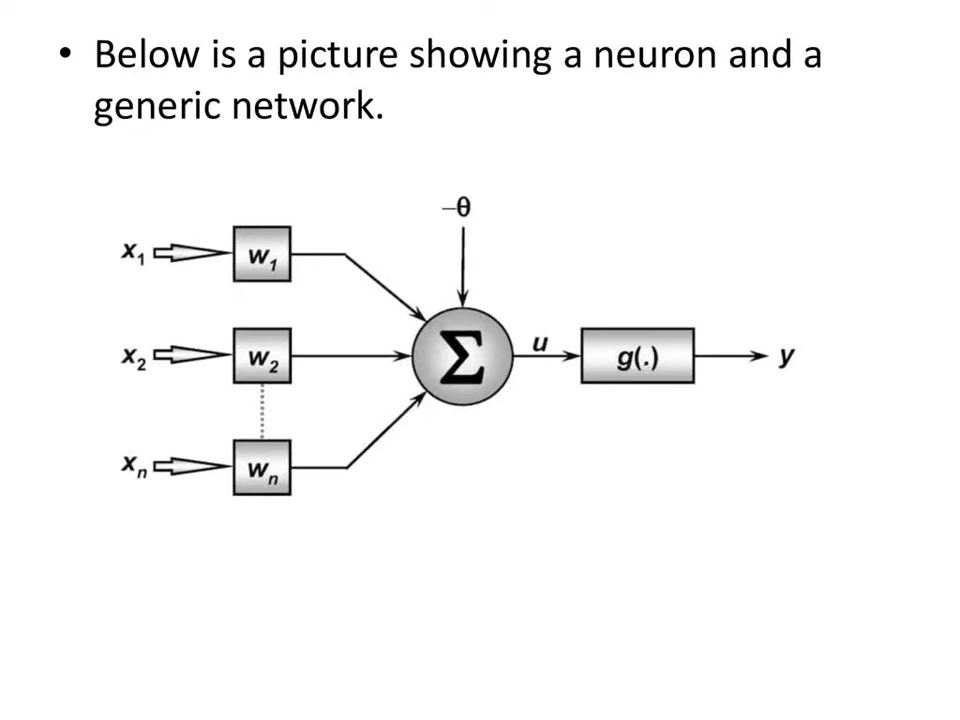 • Below is a picture showing a neuron and a
generic network.
−θ
x1 w1
x2 w2
Σ u g(.) y
xn wn